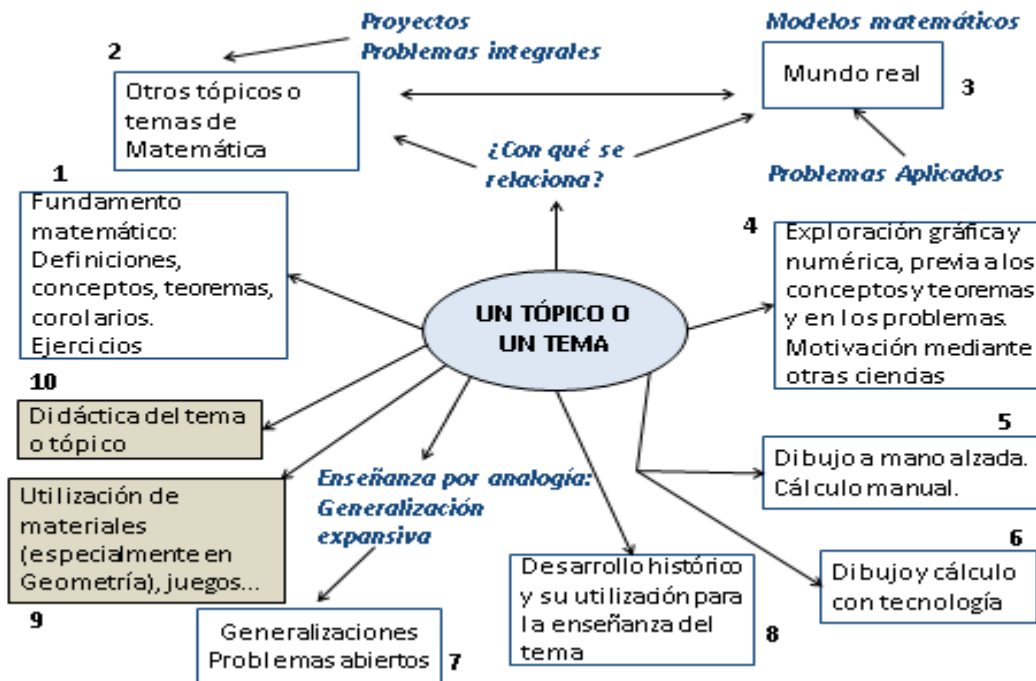 Proyectos
Problemas integrales
Modelos matemáticos
2
Otros tópicos o
temas de
Matemática
Mundo real
3
¿Con qué se
relaciona?
Problemas Aplicados
1
Fundamento
matemático:
Definiciones,
conceptos, teoremas,
corolarios.
Ejercicios
4
Exploración gráfica y
numérica, previa a los
conceptos y teoremas
y en los problemas.
Motivación mediante
otras ciencias
UN TÓPICO O
UN TEMA
10
Didáctica del tema
o tópico
5
Dibujo a mano alzada.
Cálculo manual.
Utilización de
materiales
(especialmente en
Geometría), juegos...
9
Enseñanza por analogía:
Generalización
expansiva
6
Dibujo y cálculo
con tecnología
Desarrollo histórico
y su utilización para
la enseñanza del
tema
8
Generalizaciones
Problemas abiertos
7